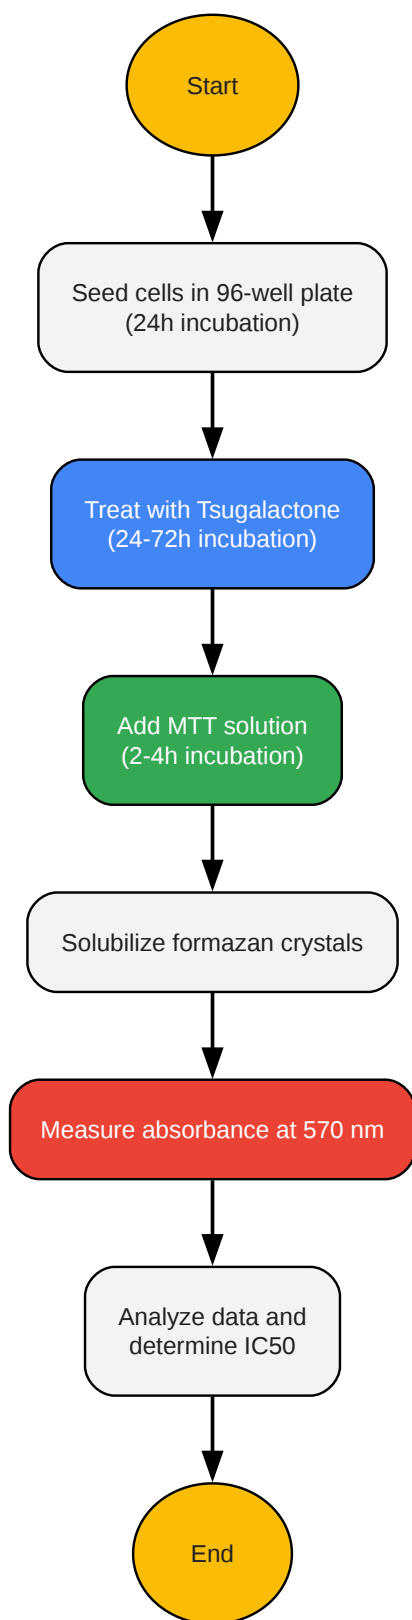 Start
Seed cells in 96-well plate
(24h incubation)
Treat with Tsugalactone
(24-72h incubation)
Add MTT solution
(2-4h incubation)
Solubilize formazan crystals
Measure absorbance at 570 nm
Analyze data and
determine IC50
End